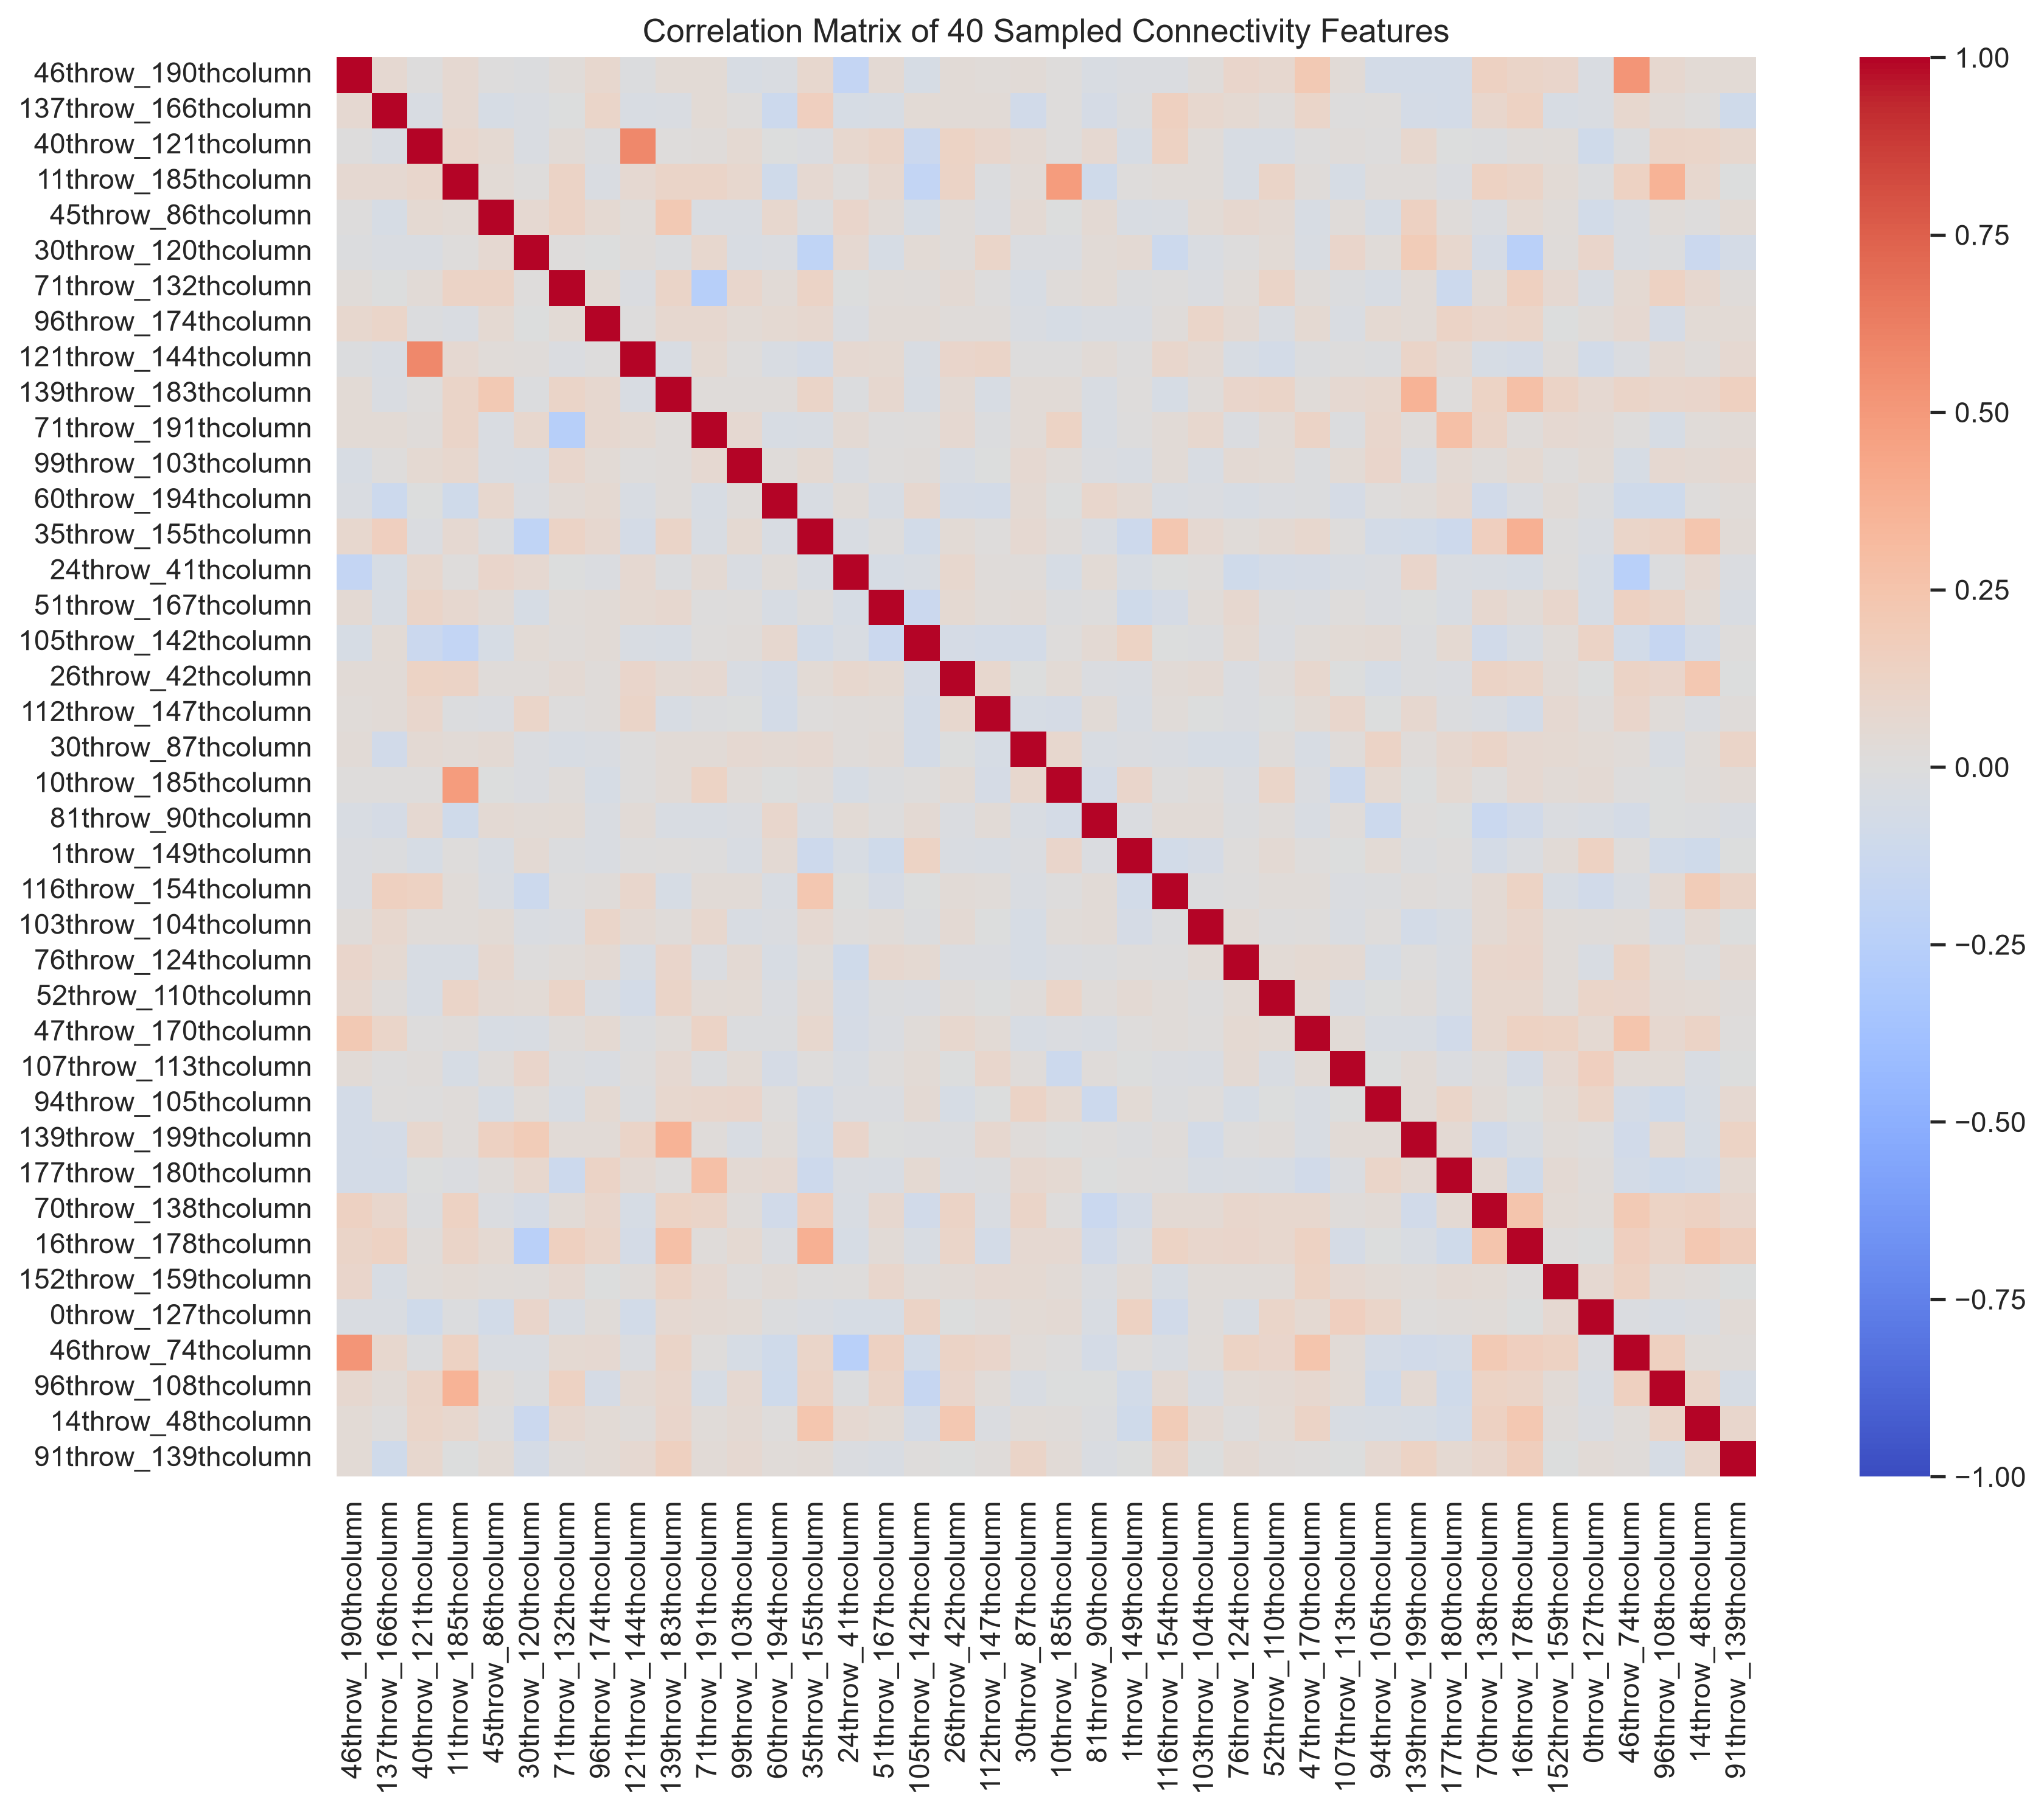 Correlation Matrix of 40 Sampled Connectivity Features
46throw_190thcolumn
137throw_166thcolumn
40throw_121thcolumn
11throw_185thcolumn
45throw_86thcolumn
30throw_120thcolumn
71throw_132thcolumn
96throw_174thcolumn
121throw_144thcolumn
139throw_183thcolumn
71throw_191thcolumn
99throw_103thcolumn
60throw_194thcolumn
35throw_155thcolumn
24throw_41thcolumn
51throw_167thcolumn
105throw_142thcolumn
26throw_42thcolumn
112throw_147thcolumn
30throw_87thcolumn
10throw_185thcolumn
81throw_90thcolumn
1throw_149thcolumn
116throw_154thcolumn
103throw_104thcolumn
76throw_124thcolumn
52throw_110thcolumn
47throw_170thcolumn
107throw_113thcolumn
94throw_105thcolumn
139throw_199thcolumn
177throw_180thcolumn
70throw_138thcolumn
16throw_178thcolumn
152throw_159thcolumn
0throw_127thcolumn
46throw_74thcolumn
96throw_108thcolumn
14throw_48thcolumn
91throw_139thcolumn
46throw_190thcolumn
137throw_166thcolumn
40throw_121thcolumn
11throw_185thcolumn
45throw_86thcolumn
30throw_120thcolumn
71throw_132thcolumn
96throw_174thcolumn
121throw_144thcolumn
139throw_183thcolumn
71throw_191thcolumn
99throw_103thcolumn
60throw_194thcolumn
35throw_155thcolumn
24throw_41thcolumn
51throw_167thcolumn
105throw_142thcolumn
26throw_42thcolumn
112throw_147thcolumn
30throw_87thcolumn
10throw_185thcolumn
81throw_90thcolumn
1throw_149thcolumn
116throw_154thcolumn
103throw_104thcolumn
76throw_124thcolumn
52throw_110thcolumn
47throw_170thcolumn
107throw_113thcolumn
94throw_105thcolumn
139throw_199thcolumn
177throw_180thcolumn
70throw_138thcolumn
16throw_178thcolumn
152throw_159thcolumn
0throw_127thcolumn
46throw_74thcolumn
96throw_108thcolumn
14throw_48thcolumn
91throw_139thcolumn
1.00
0.75
0.50
0.25
0.00
−0.25
−0.50
−0.75
−1.00